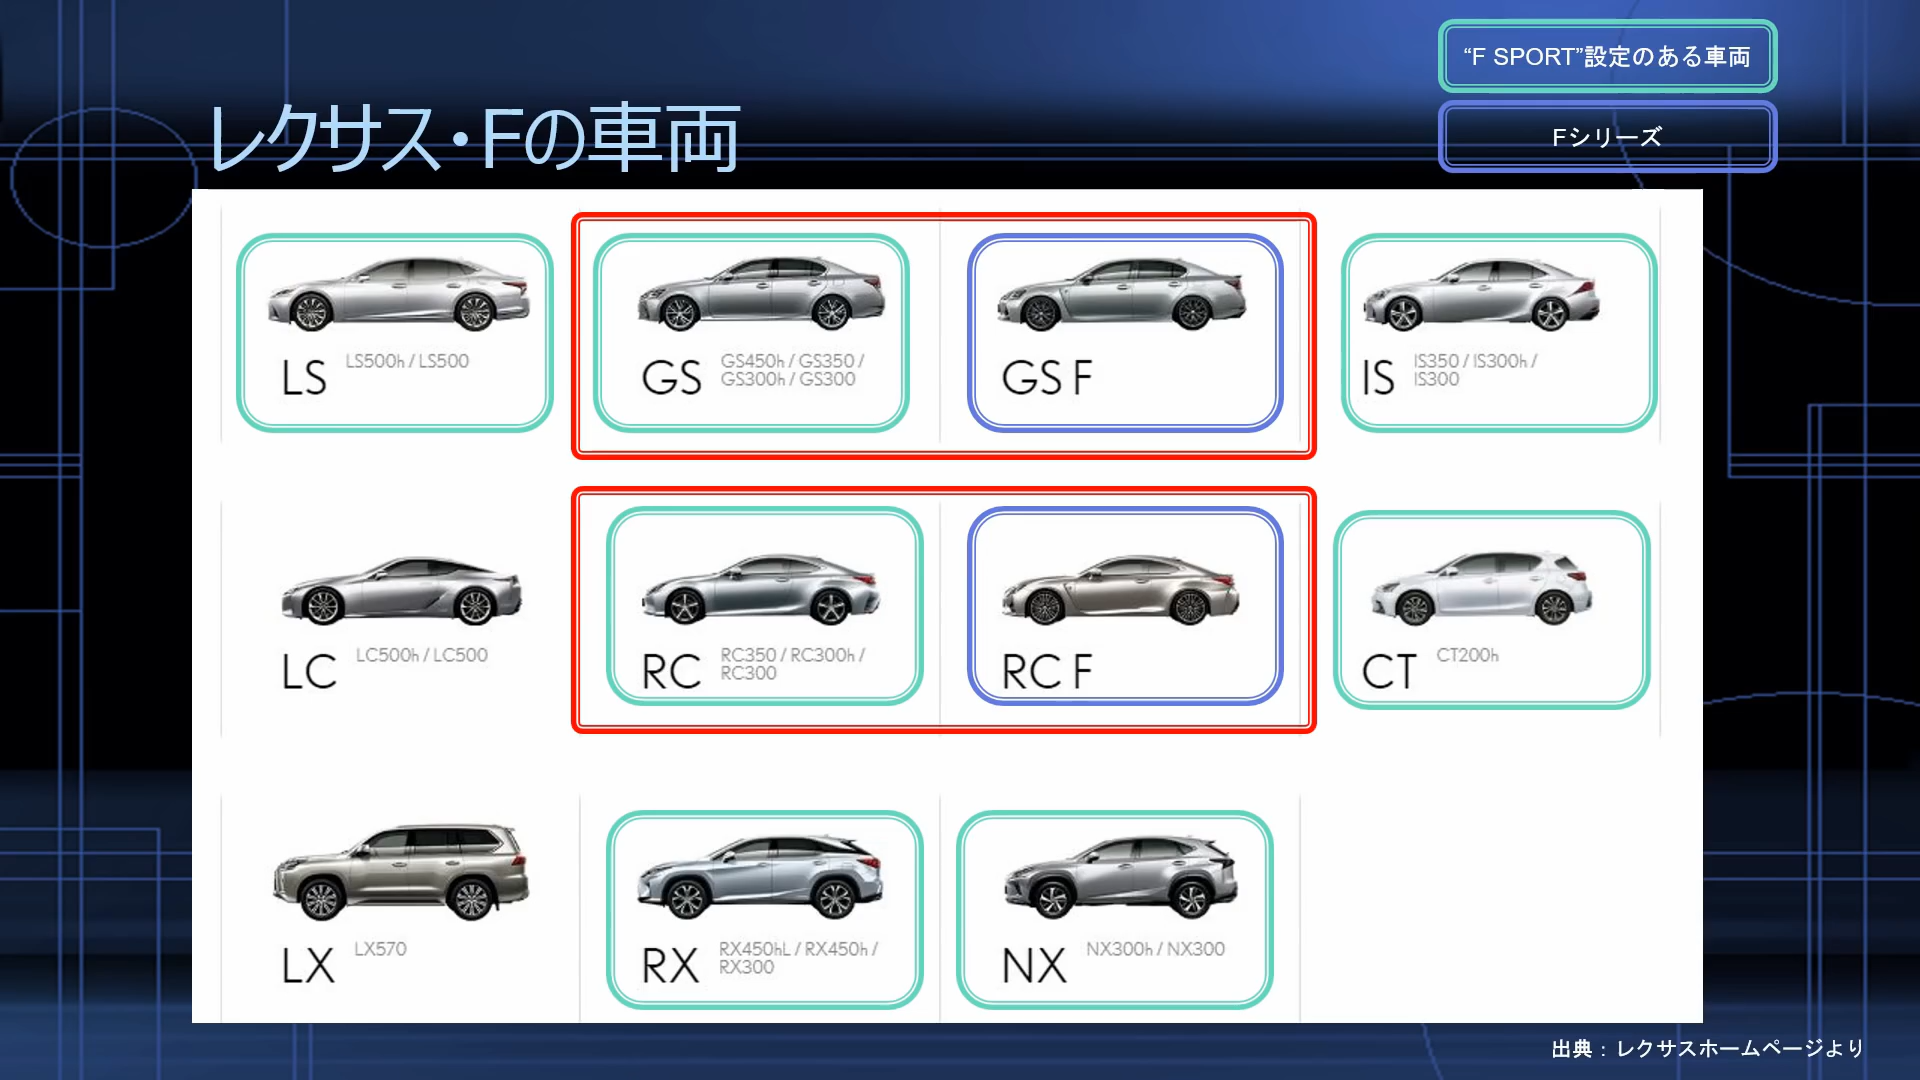 “F SPORT”設定のある車両
Fシリーズ
レクサス・Fの車両
LS
LS500h / LS500
GS
GS450h / GS350 /
GS300h / GS300
GS F
IS
IS350 / IS300h /
IS300
LC
LC500h / LC500
RC
RC350 / RC300h /
RC300
RC F
CT
CT200h
LX
LX570
RX
RX450hL / RX450h /
RX300
NX
NX300h / NX300
出典：レクサスホームページより